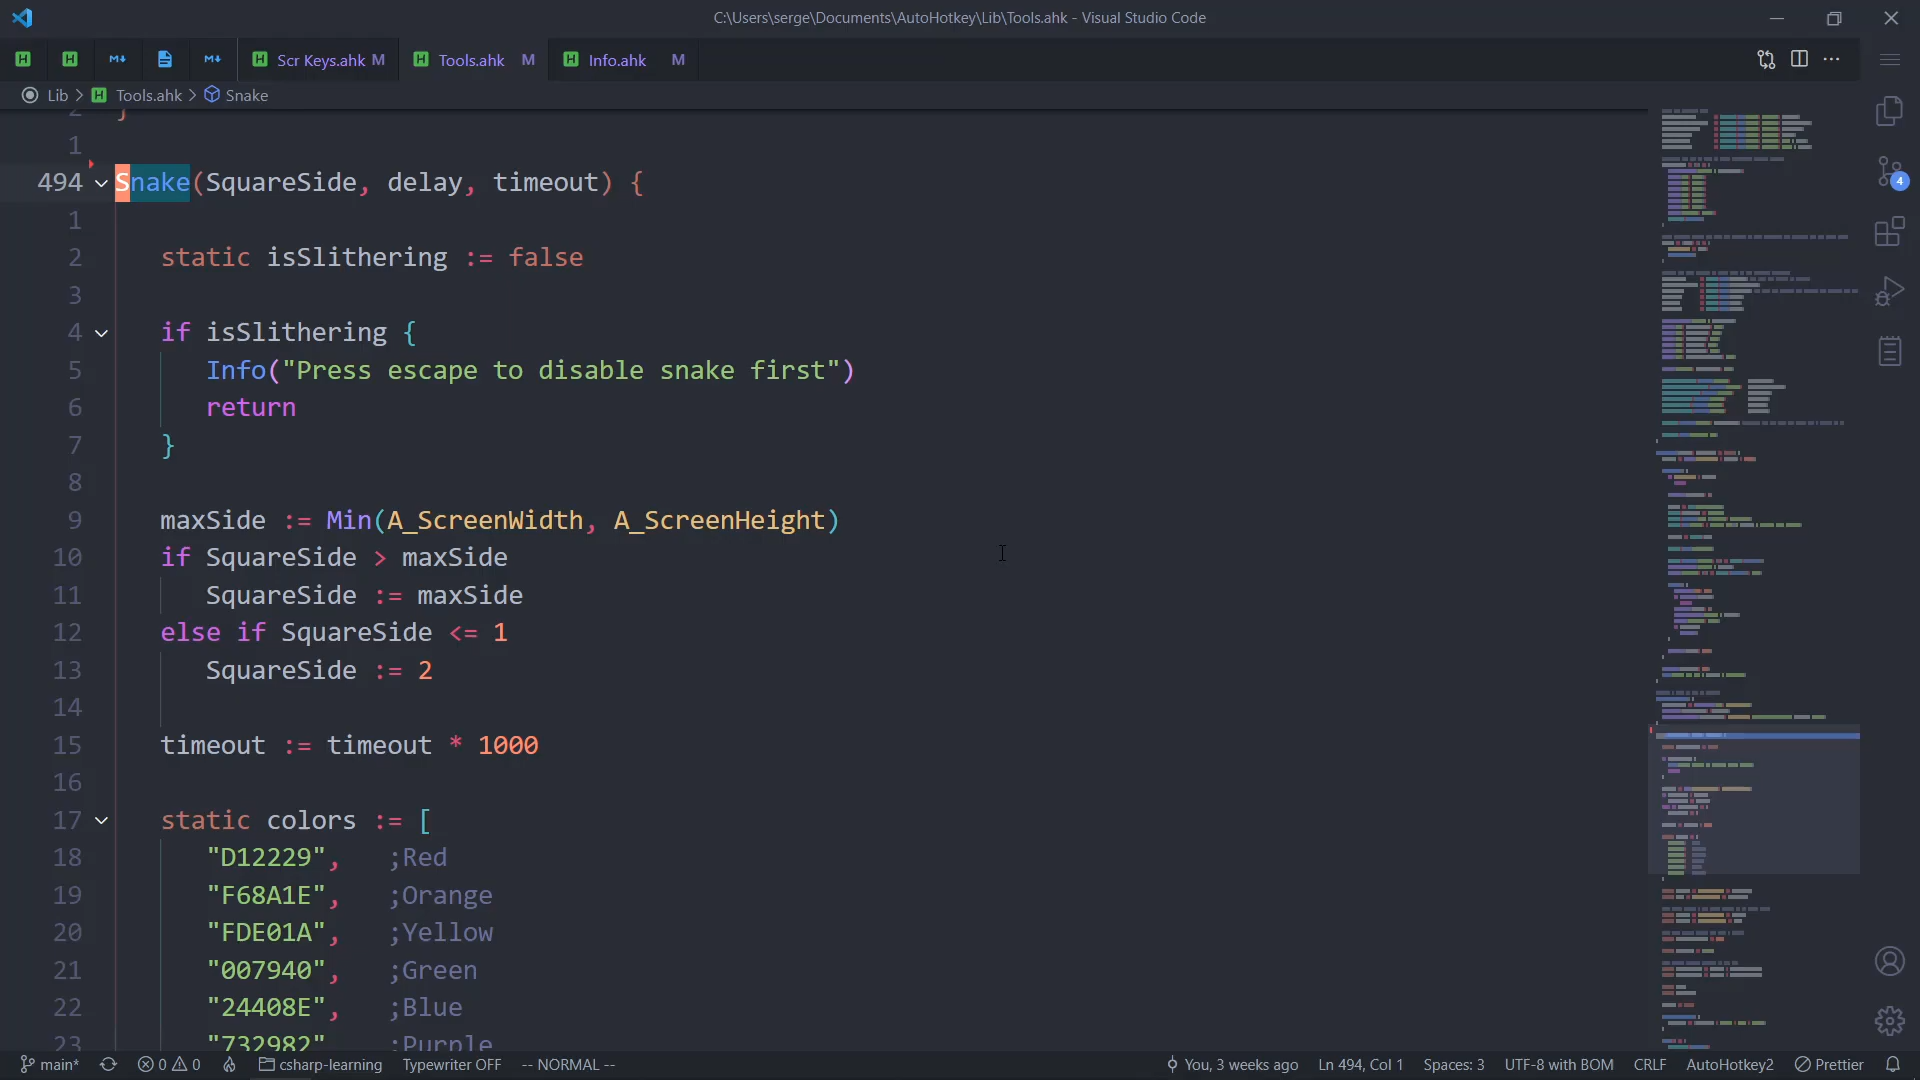 C:\Users\serge\Documents\AutoHotkey\Lib\Tools.ahk - Visual Studio Code
Scr Keys.ahk M
Tools.ahk M
Info.ahk M
Lib > Tools.ahk > Snake
2 }
1
494 Snake(SquareSide, delay, timeout) {
1
2 static isSlithering := false
3
4 if isSlithering {
5 Info("Press escape to disable snake first")
6 return
7 }
8
9 maxSide := Min(A_ScreenWidth, A_ScreenHeight)
10 if SquareSide > maxSide
11 SquareSide := maxSide
12 else if SquareSide <= 1
13 SquareSide := 2
14
15 timeout := timeout * 1000
16
17 static colors := [
18 "D12229", ;Red
19 "F68A1E", ;Orange
20 "FDE01A", ;Yellow
21 "007940", ;Green
22 "24408E", ;Blue
23 "732982" ;Purple
4
main* 0 0 csharp-learning Typewriter OFF -- NORMAL -- You, 3 weeks ago Ln 494, Col 1 Spaces: 3 UTF-8 with BOM CRLF AutoHotkey2 Prettier